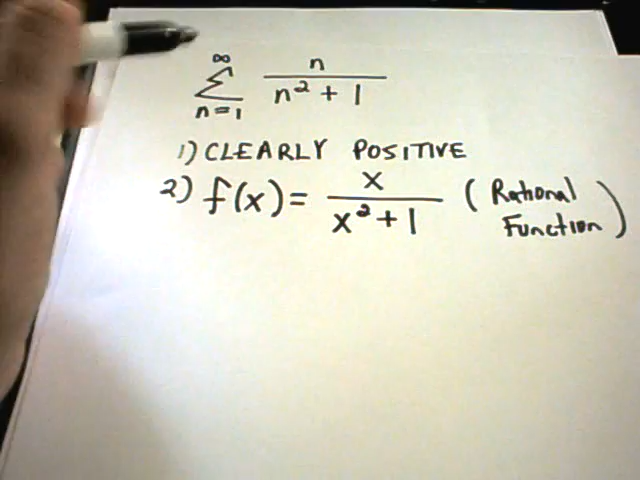 ∞
Σ n / n² + 1
n=1
1) CLEARLY POSITIVE
2) f(x) = x / x² + 1 (Rational Function)